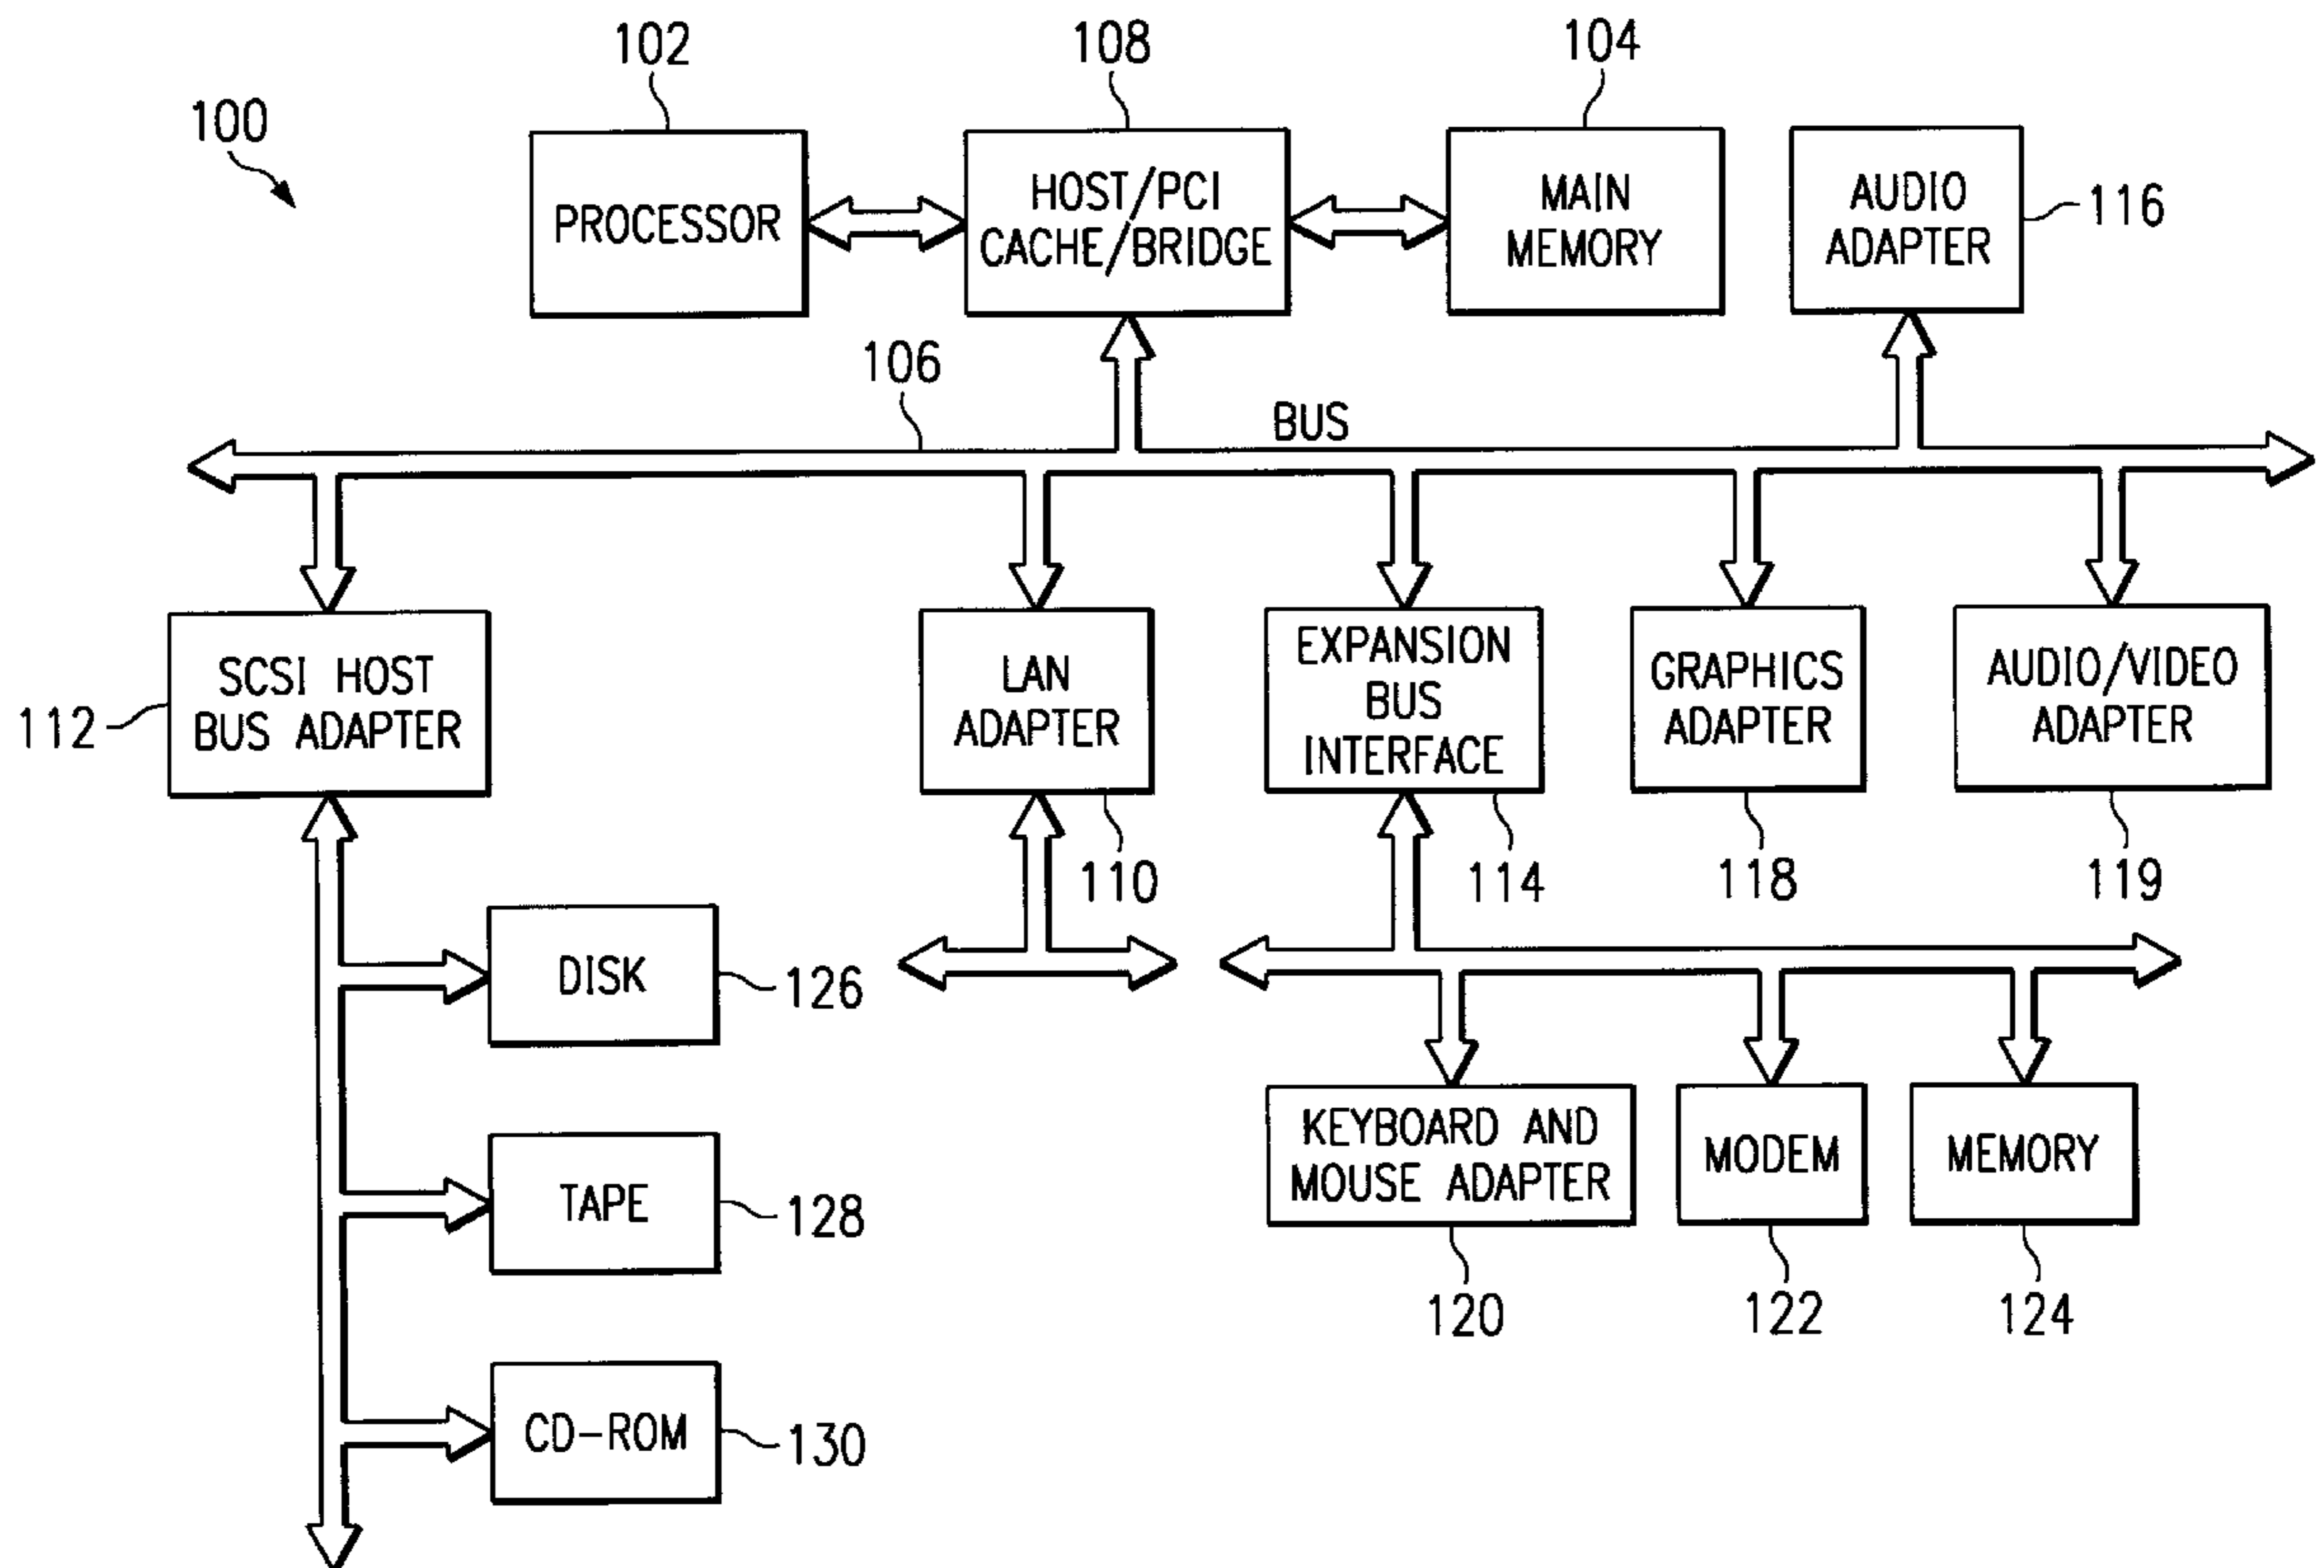 102
108
104
100
PROCESSOR
HOST/PCI
CACHE/BRIDGE
MAIN
MEMORY
AUDIO
ADAPTER
116
106
BUS
112
SCSI HOST
BUS ADAPTER
LAN
ADAPTER
EXPANSION
BUS
INTERFACE
GRAPHICS
ADAPTER
AUDIO/VIDEO
ADAPTER
110
114
118
119
DISK
126
TAPE
128
CD-ROM
130
KEYBOARD AND
MOUSE ADAPTER
MODEM
MEMORY
120
122
124